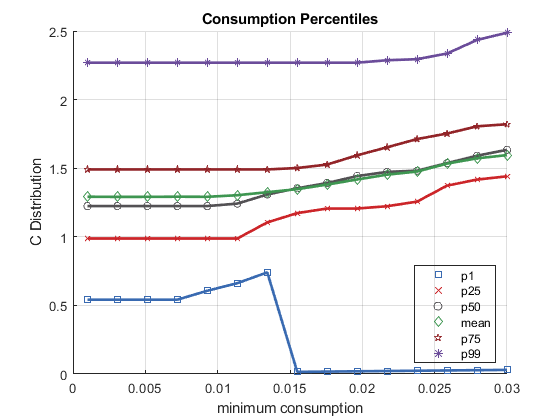 Consumption Percentiles
C Distribution
2.5
2
1.5
1
0.5
0
0
0.005
0.01
0.015
0.02
0.025
0.03
minimum consumption
p1
p25
p50
mean
p75
p99